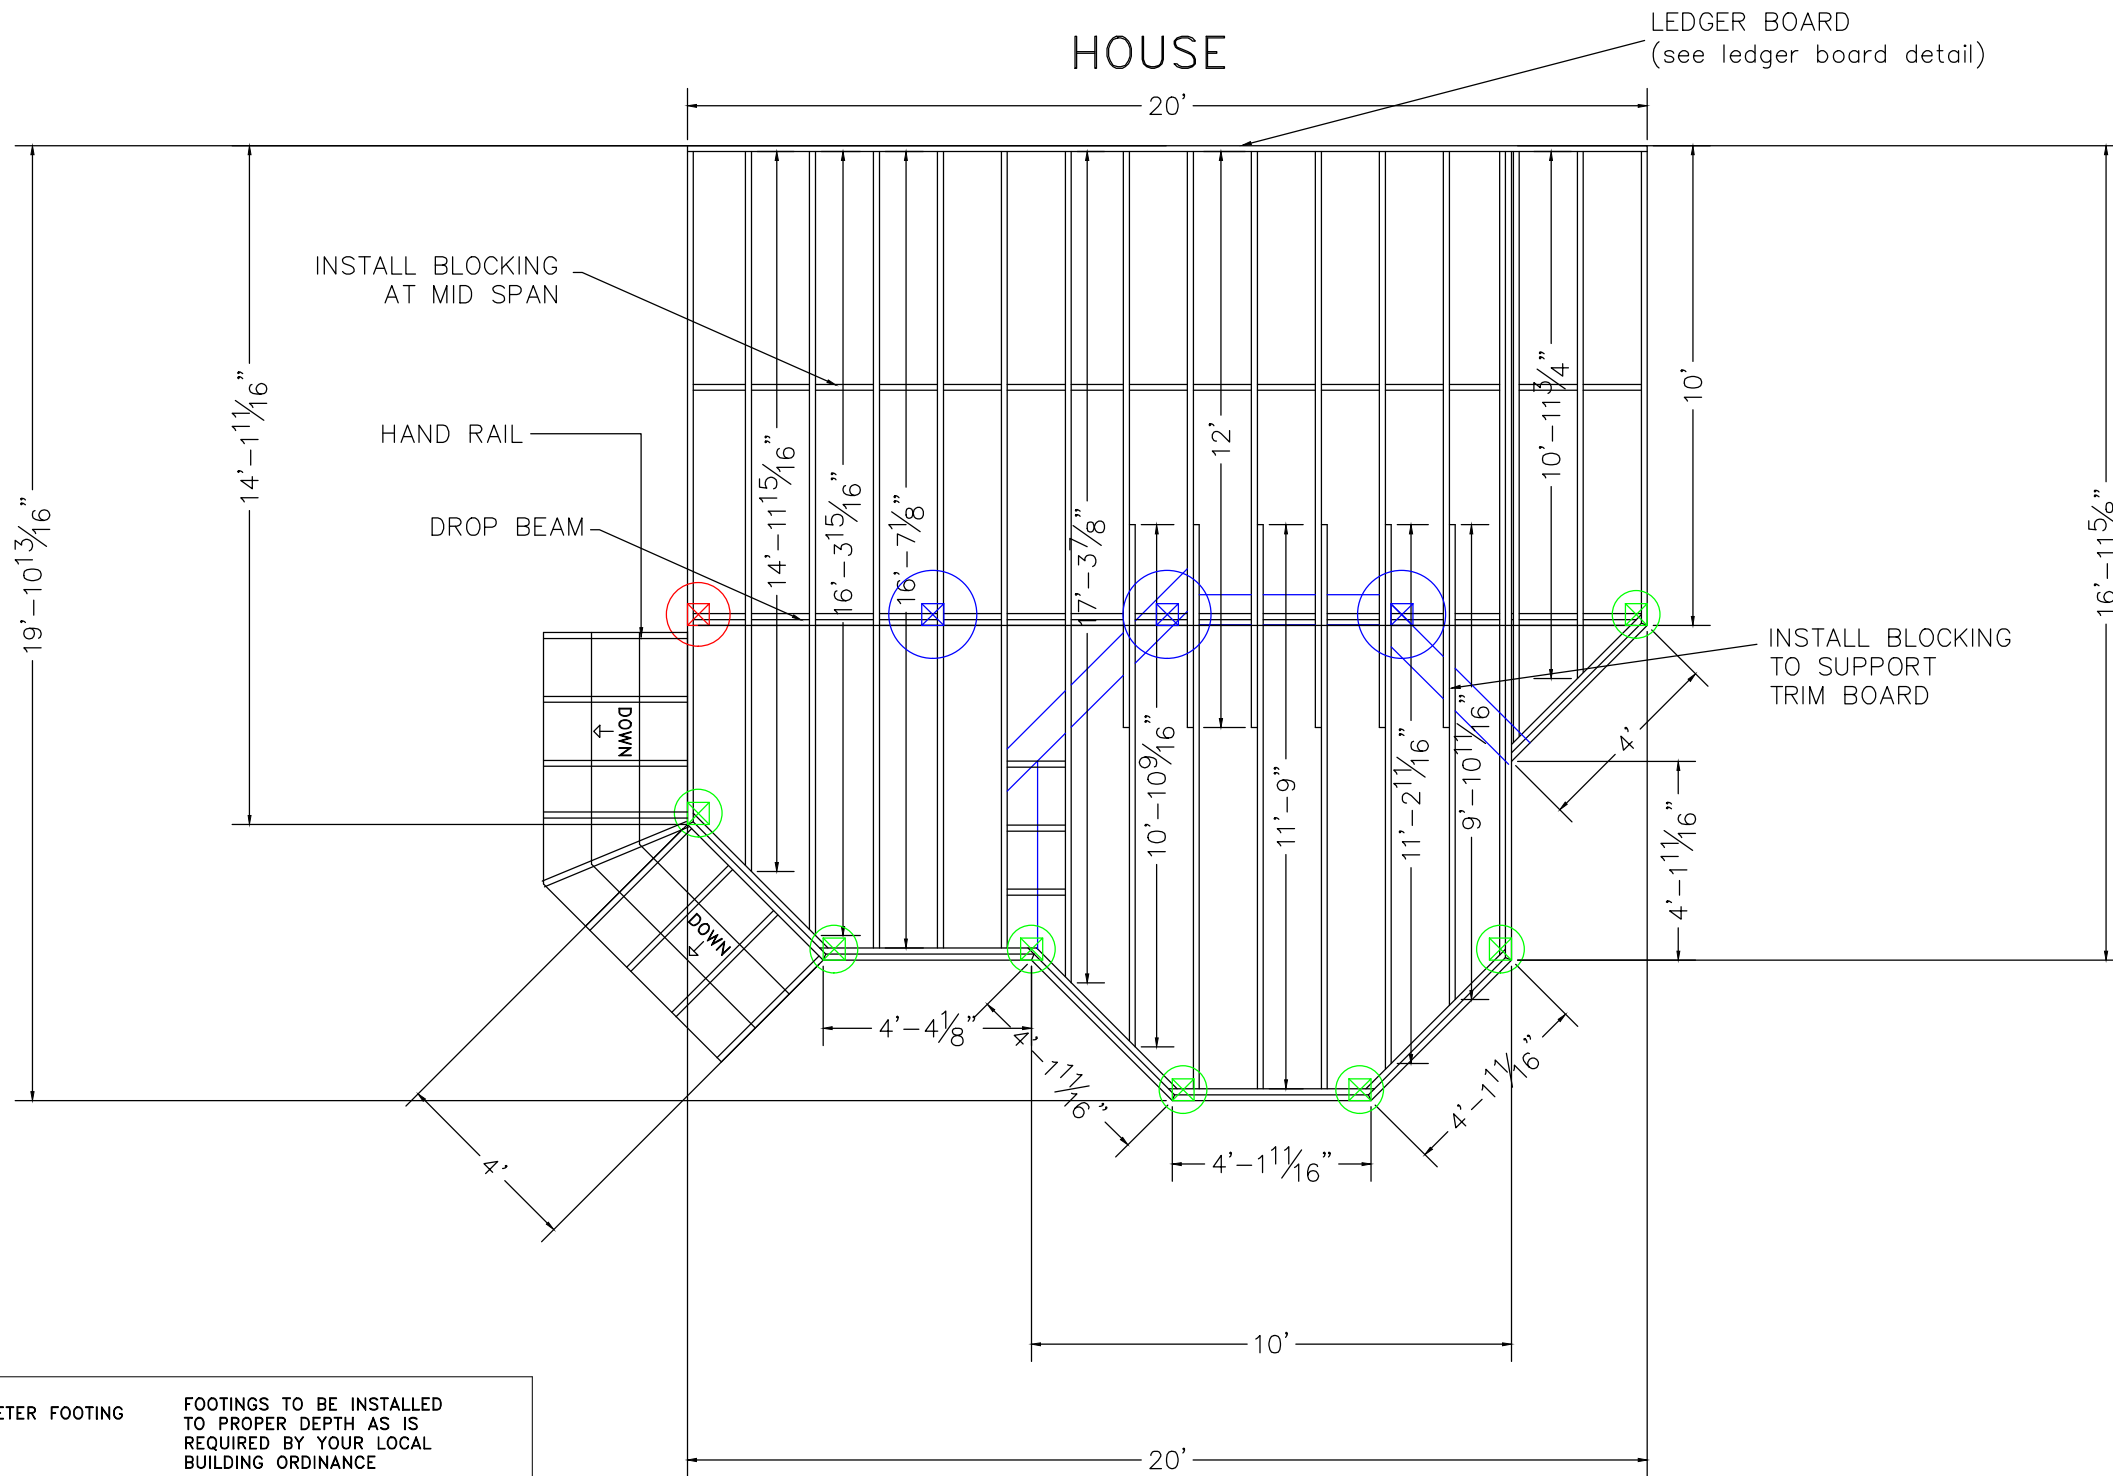 HOUSE
LEDGER BOARD
(see ledger board detail)
20'
INSTALL BLOCKING
AT MID SPAN
HAND RAIL
DROP BEAM
19'-10 13/16"
14'-1 11/16"
14'-11 15/16"
16'-3 15/16"
16'-7 1/8"
17'-3 7/8"
12'
10'-11 3/4"
10'
16'-11 5/8"
INSTALL BLOCKING
TO SUPPORT
TRIM BOARD
DOWN
DOWN
10'-10 9/16"
11'-9"
11'-2 11/16"
9'-10 11/16"
4'
4'-1 11/16"
4'-4 1/8"
4'-1 11/16"
4'-1 11/16"
4'-1 11/16"
4'
10'
20'
ETER FOOTING
FOOTINGS TO BE INSTALLED
TO PROPER DEPTH AS IS
REQUIRED BY YOUR LOCAL
BUILDING ORDINANCE